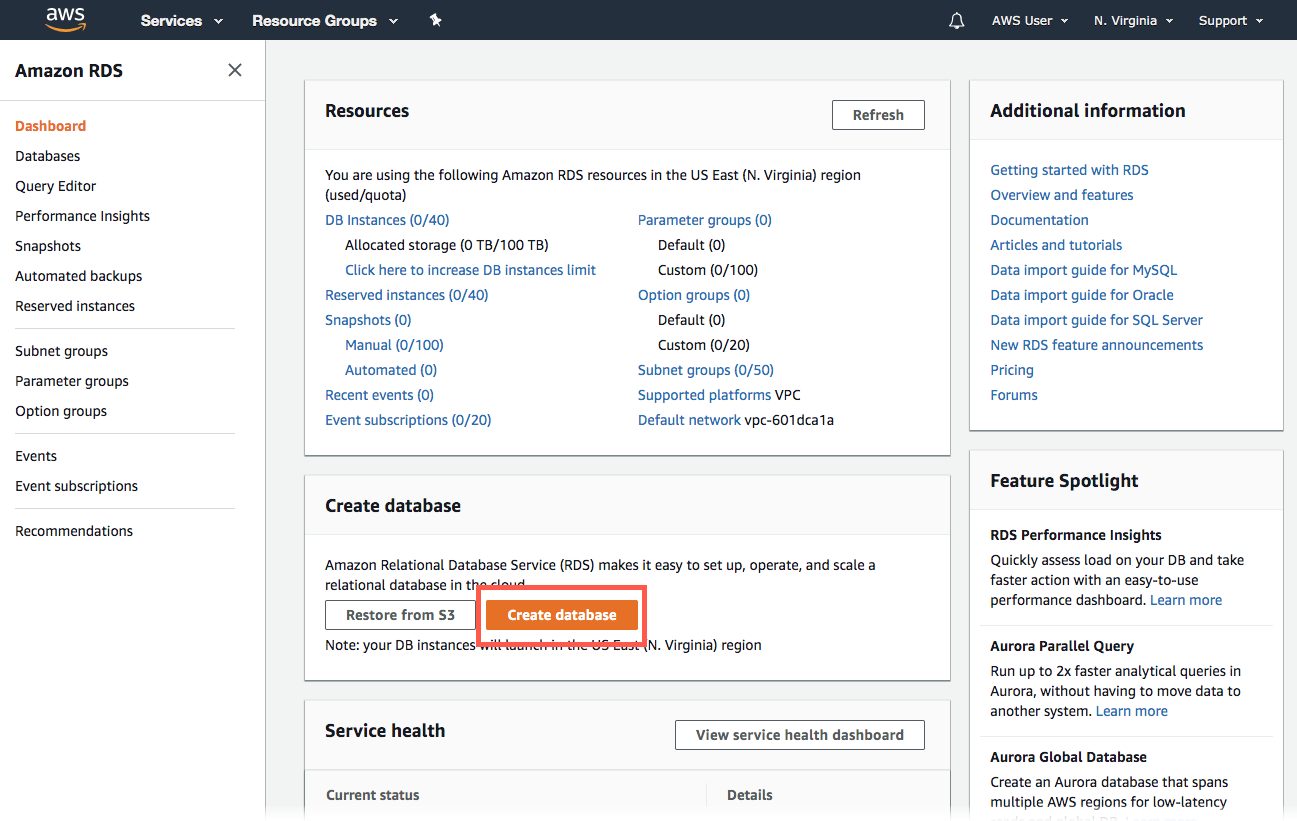 aws
Services
Resource Groups
AWS User
N. Virginia
Support
Amazon RDS
Dashboard
Databases
Query Editor
Performance Insights
Snapshots
Automated backups
Reserved instances
Subnet groups
Parameter groups
Option groups
Events
Event subscriptions
Recommendations
Resources
Refresh
You are using the following Amazon RDS resources in the US East (N. Virginia) region
(used/quota)
DB Instances (0/40)
Allocated storage (0 TB/100 TB)
Click here to increase DB instances limit
Reserved instances (0/40)
Snapshots (0)
Manual (0/100)
Automated (0)
Recent events (0)
Event subscriptions (0/20)
Parameter groups (0)
Default (0)
Custom (0/100)
Option groups (0)
Default (0)
Custom (0/20)
Subnet groups (0/50)
Supported platforms VPC
Default network vpc-601dca1a
Create database
Amazon Relational Database Service (RDS) makes it easy to set up, operate, and scale a
relational database in the cloud.
Restore from S3
Create database
Note: your DB instances will launch in the US East (N. Virginia) region
Service health
View service health dashboard
Current status
Details
Additional information
Getting started with RDS
Overview and features
Documentation
Articles and tutorials
Data import guide for MySQL
Data import guide for Oracle
Data import guide for SQL Server
New RDS feature announcements
Pricing
Forums
Feature Spotlight
RDS Performance Insights
Quickly assess load on your DB and take
faster action with an easy-to-use
performance dashboard. Learn more
Aurora Parallel Query
Run up to 2x faster analytical queries in
Aurora, without having to move data to
another system. Learn more
Aurora Global Database
Create an Aurora database that spans
multiple AWS regions for low-latency
reads and global DR. Learn more